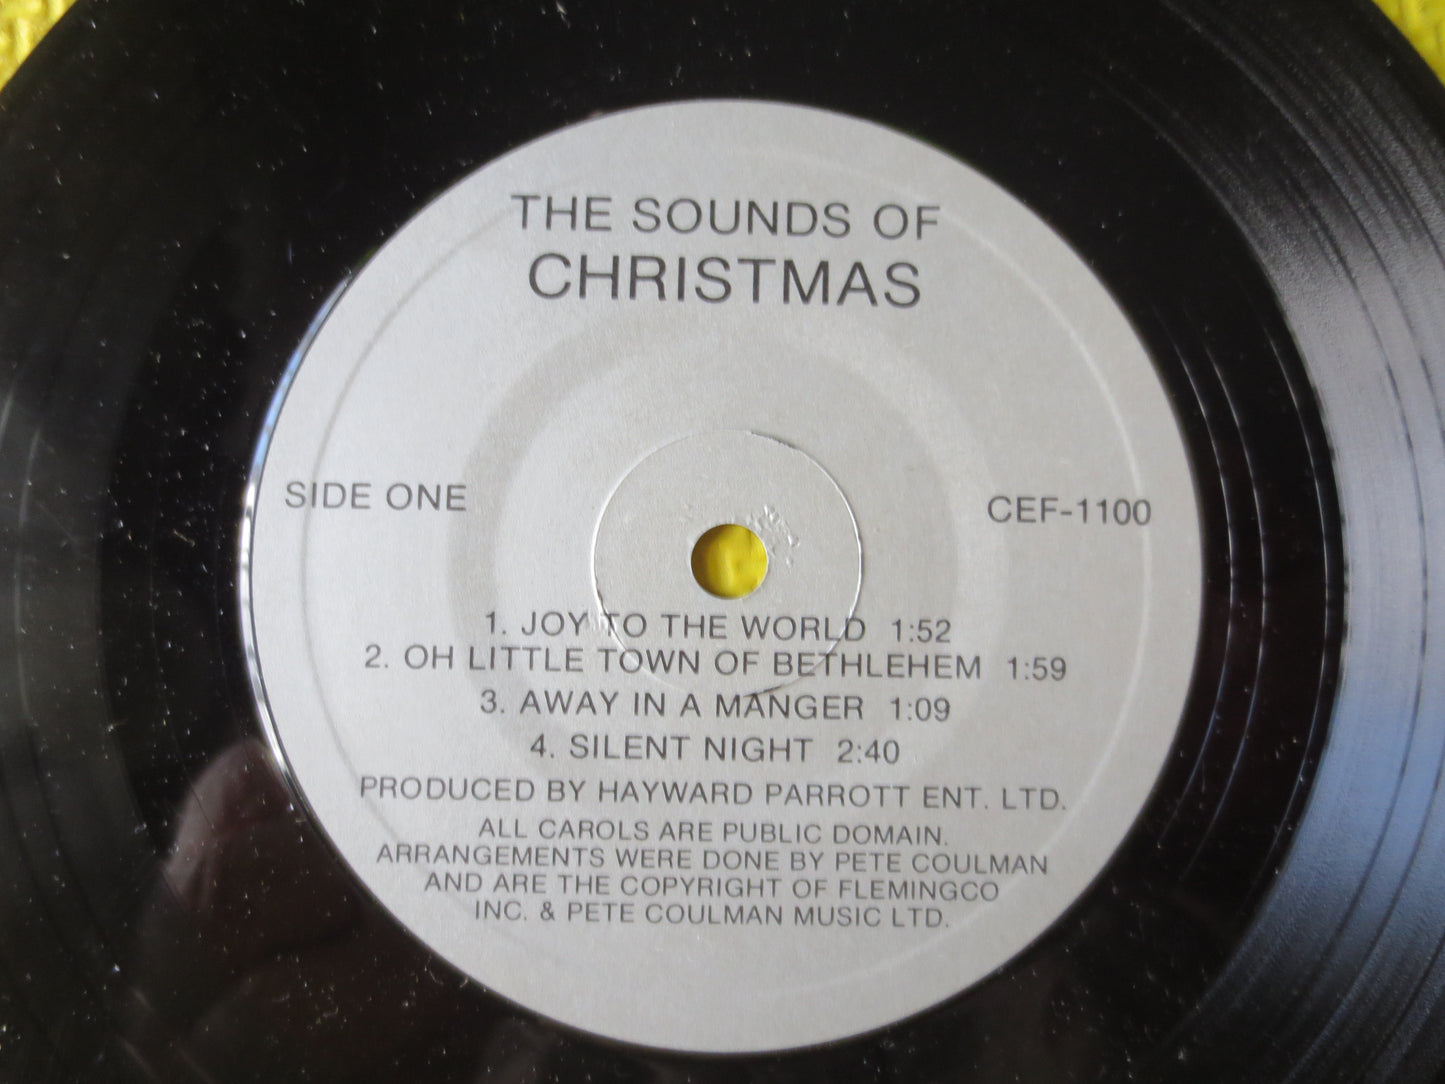 THE SOUNDS OF
CHRISTMAS
SIDE ONE
CEF-1100
1. JOY TO THE WORLD 1:52
2. OH LITTLE TOWN OF BETHLEHEM 1:59
3. AWAY IN A MANGER 1:09
4. SILENT NIGHT 2:40
PRODUCED BY HAYWARD PARROTT ENT. LTD.
ALL CAROLS ARE PUBLIC DOMAIN.
ARRANGEMENTS WERE DONE BY PETE COULMAN
AND ARE THE COPYRIGHT OF FLEMINGCO
INC. & PETE COULMAN MUSIC LTD.